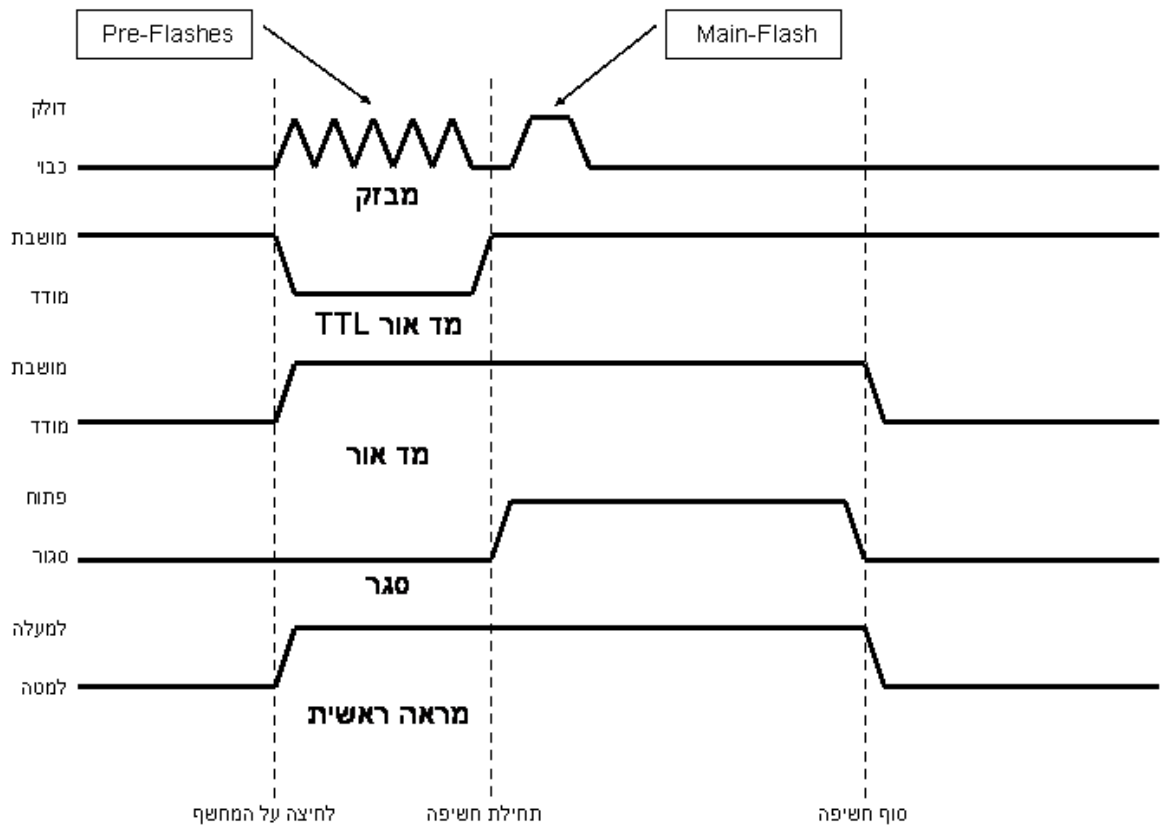 Pre-Flashes
Main-Flash
דולק
כבוי
מבזק
מושבת
מודד
מד אור TTL
מושבת
מודד
מד אור
פתוח
סגור
סגר
למעלה
למטה
מראה ראשית
לחיצה על המחשף
תחילת חשיפה
סוף חשיפה